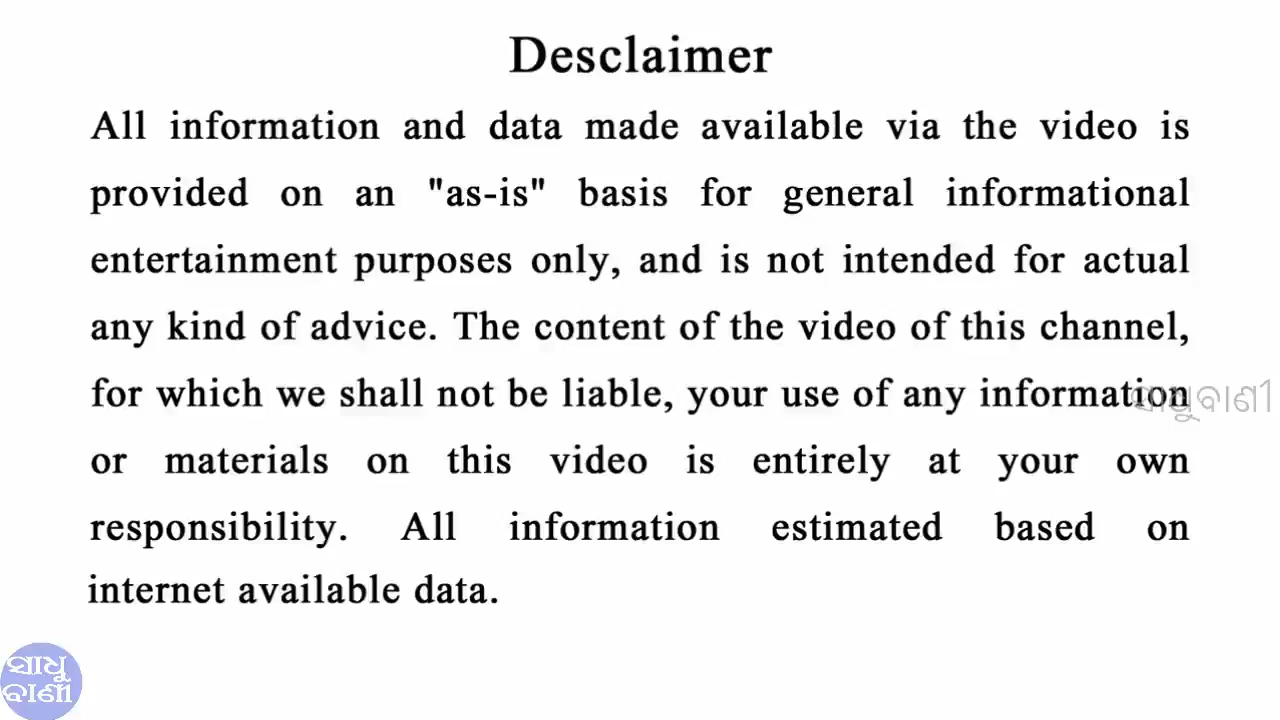 Desclaimer
All information and data made available via the video is
provided on an "as-is" basis for general informational
entertainment purposes only, and is not intended for actual
any kind of advice. The content of the video of this channel,
for which we shall not be liable, your use of any information
ସାଧୁବାଣୀ
or materials on this video is entirely at your own
responsibility. All information estimated based on
internet available data.
ସାଧୁ
ବାଣୀ